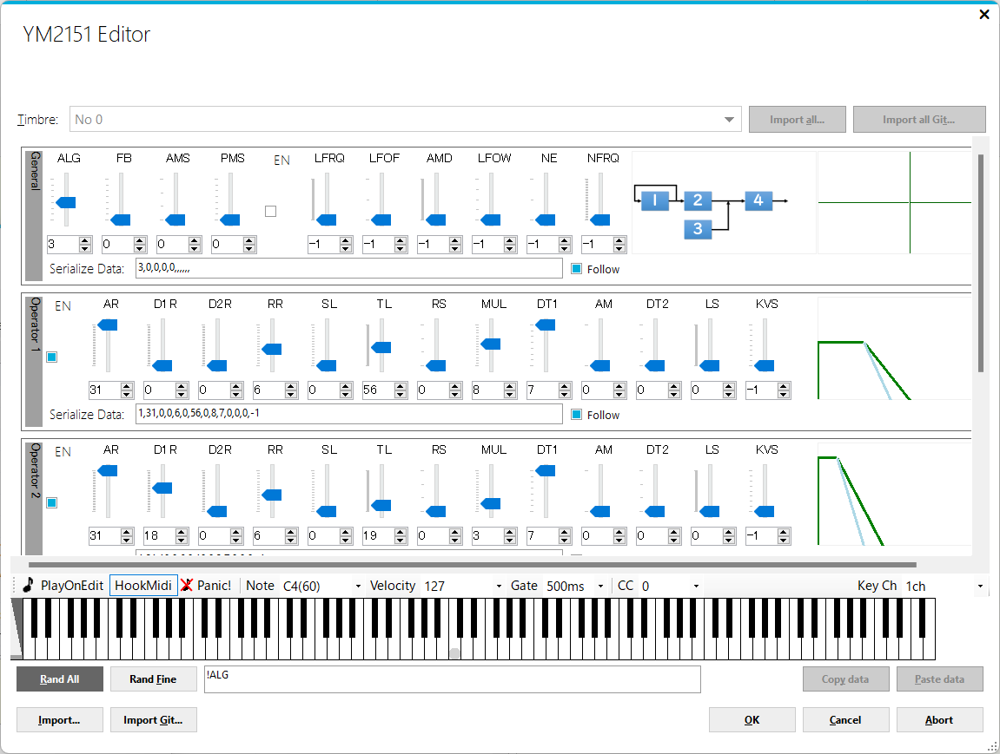 YM2151 Editor
Timbre: No 0 Import all... Import all Git...
General
ALG FB AMS PMS EN LFRQ LFOF AMD LFOW NE NFRQ
1 2 4
3
3 0 0 0 -1 -1 -1 -1 -1 -1
Serialize Data: 3,0,0,0,0,,,,,, Follow
Operator 1
EN AR D1R D2R RR SL TL RS MUL DT1 AM DT2 LS KVS
31 0 0 6 0 56 0 8 7 0 0 0 -1
Serialize Data: 1,31,0,0,6,0,56,0,8,7,0,0,0,-1 Follow
Operator 2
EN AR D1R D2R RR SL TL RS MUL DT1 AM DT2 LS KVS
31 18 0 6 0 19 0 3 7 0 0 0 -1
PlayOnEdit HookMidi Panic! Note C4(60) Velocity 127 Gate 500ms CC 0 Key Ch 1ch
Rand All Rand Fine !ALG Copy data Paste data
Import... Import Git... OK Cancel Abort